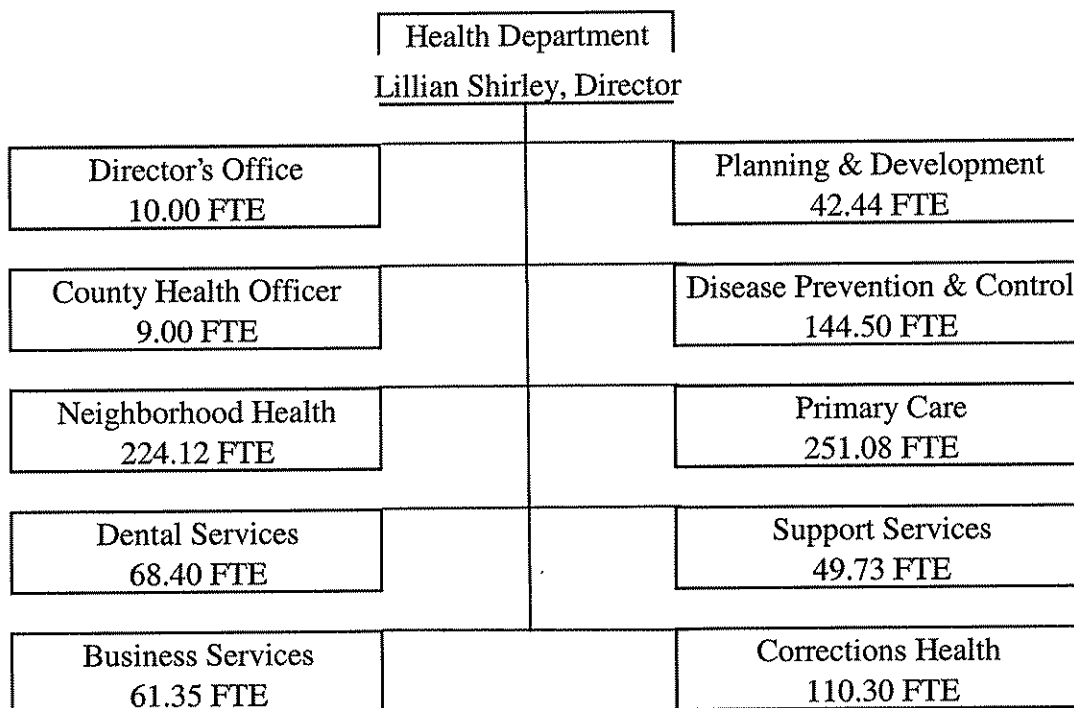 Health Department
Lillian Shirley, Director
Director's Office
10.00 FTE
Planning & Development
42.44 FTE
County Health Officer
9.00 FTE
Disease Prevention & Control
144.50 FTE
Neighborhood Health
224.12 FTE
Primary Care
251.08 FTE
Dental Services
68.40 FTE
Support Services
49.73 FTE
Business Services
61.35 FTE
Corrections Health
110.30 FTE